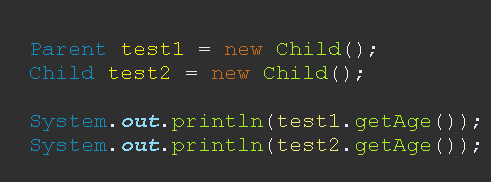 Parent test1 = new Child();
Child test2 = new Child();
System.out.println(test1.getAge());
System.out.println(test2.getAge());